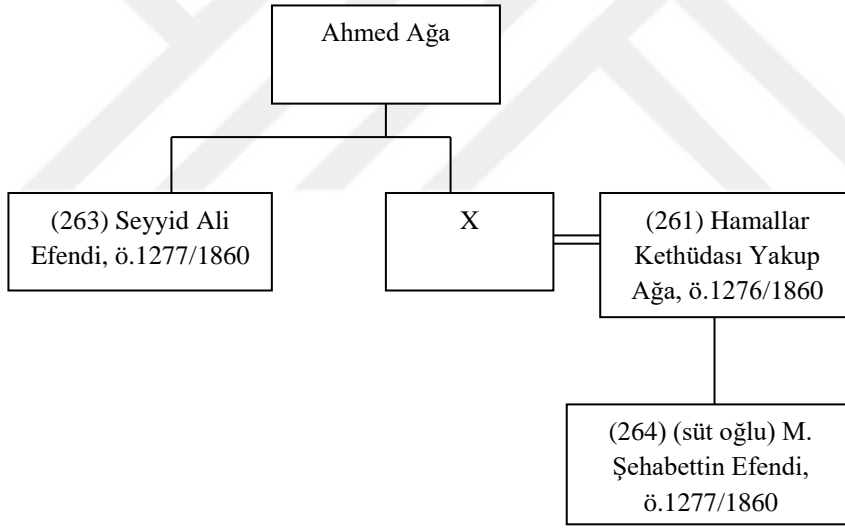 Ahmed Ağa
(263) Seyyid Ali
Efendi, ö.1277/1860
X
(261) Hamallar
Kethüdası Yakup
Ağa, ö.1276/1860
(264) (süt oğlu) M.
Şehabettin Efendi,
ö.1277/1860